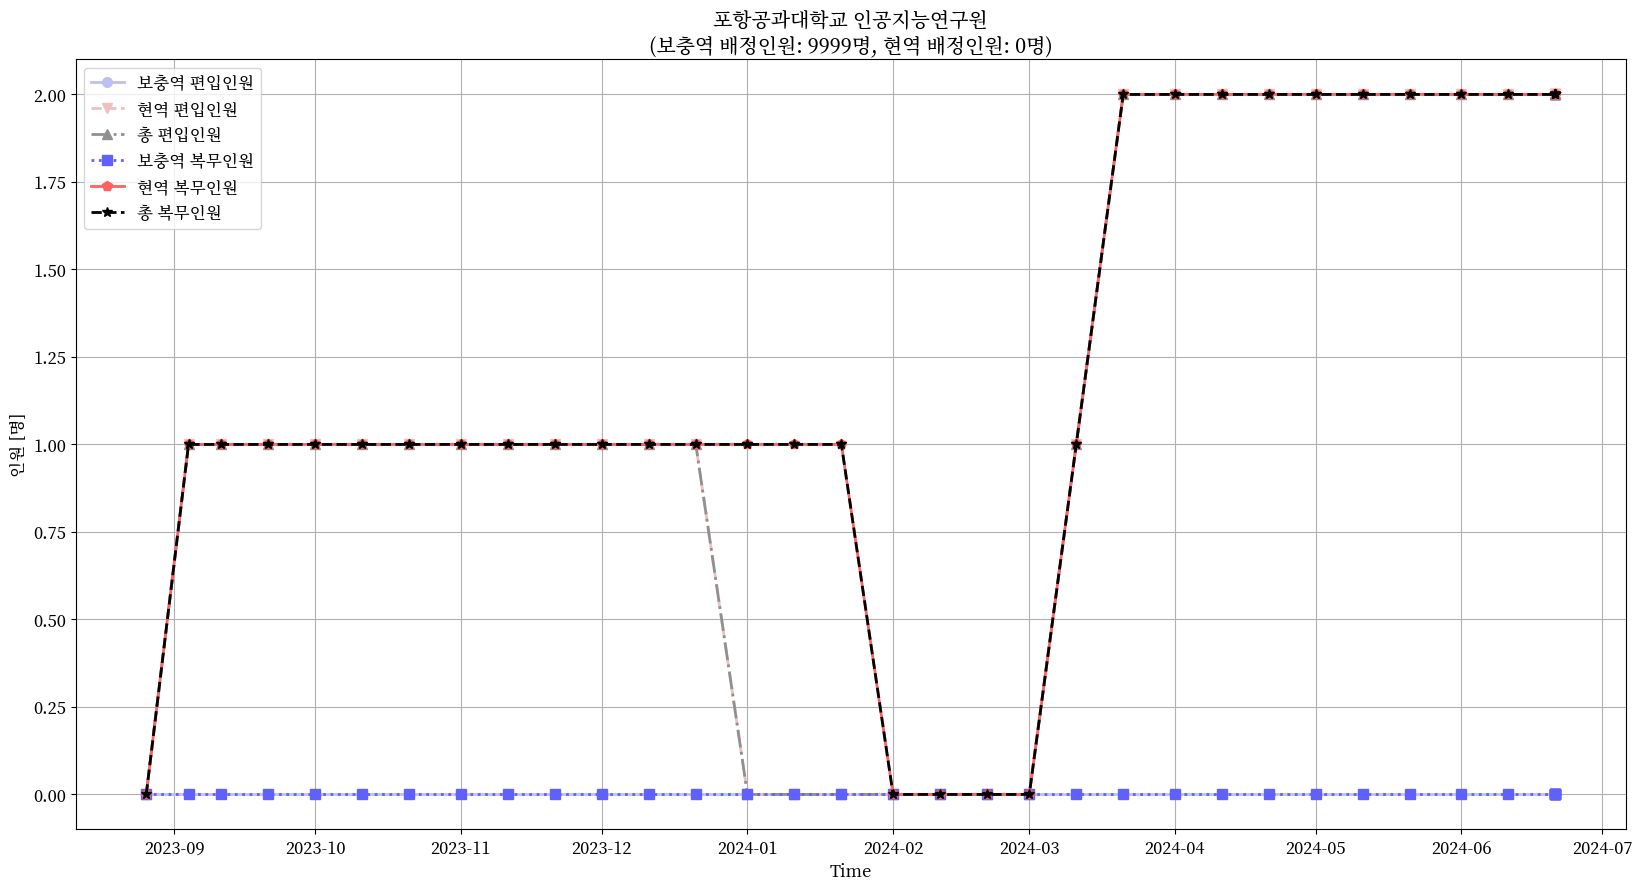 포항공과대학교 인공지능연구원
(보충역 배정인원: 9999명, 현역 배정인원: 0명)
보충역 편입인원
현역 편입인원
총 편입인원
보충역 복무인원
현역 복무인원
총 복무인원
2.00
1.75
1.50
1.25
1.00
0.75
0.50
0.25
0.00
인원 [명]
2023-09 2023-10 2023-11 2023-12 2024-01 2024-02 2024-03 2024-04 2024-05 2024-06 2024-07
Time